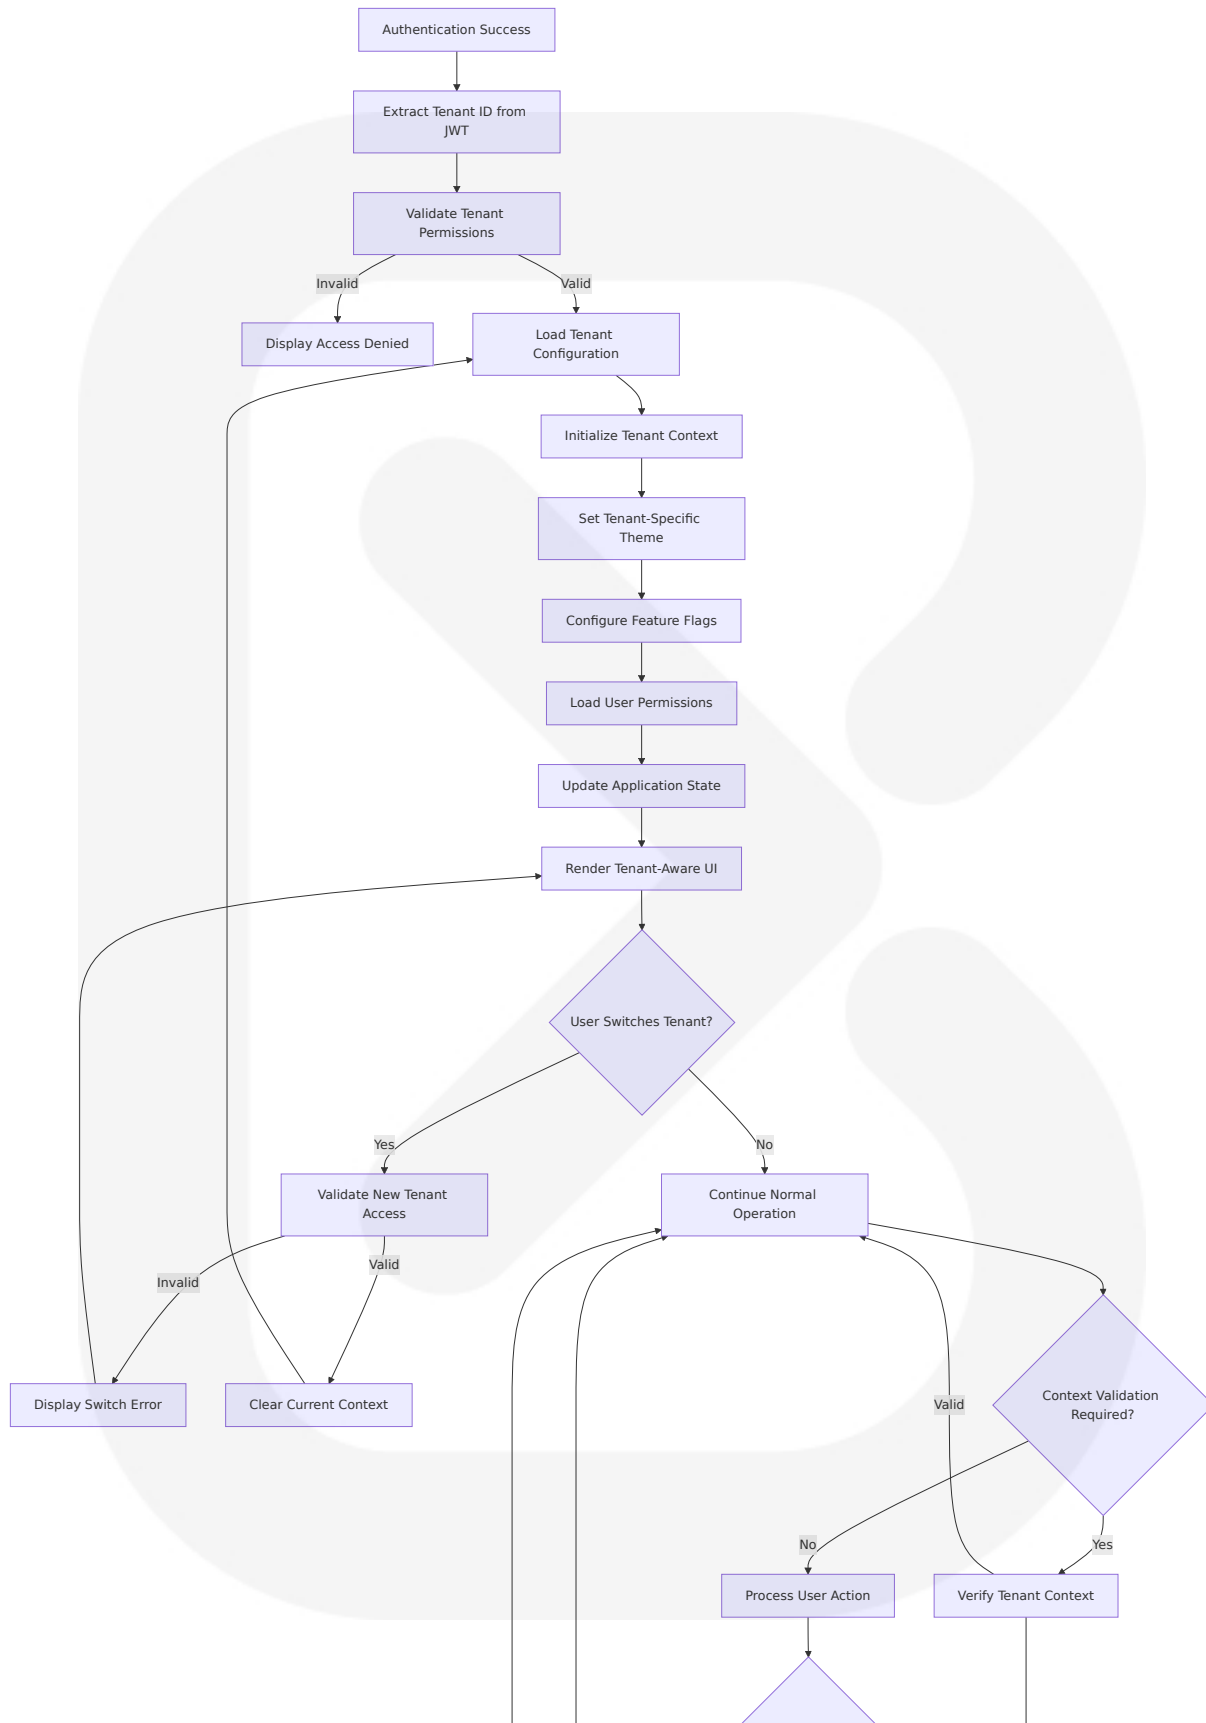 Authentication Success
Extract Tenant ID from
JWT
Validate Tenant
Permissions
Invalid
Valid
Display Access Denied
Load Tenant
Configuration
Initialize Tenant Context
Set Tenant-Specific
Theme
Configure Feature Flags
Load User Permissions
Update Application State
Render Tenant-Aware UI
User Switches Tenant?
Yes
No
Validate New Tenant
Access
Continue Normal
Operation
Invalid
Valid
Display Switch Error
Clear Current Context
Valid
Context Validation
Required?
No
Yes
Process User Action
Verify Tenant Context